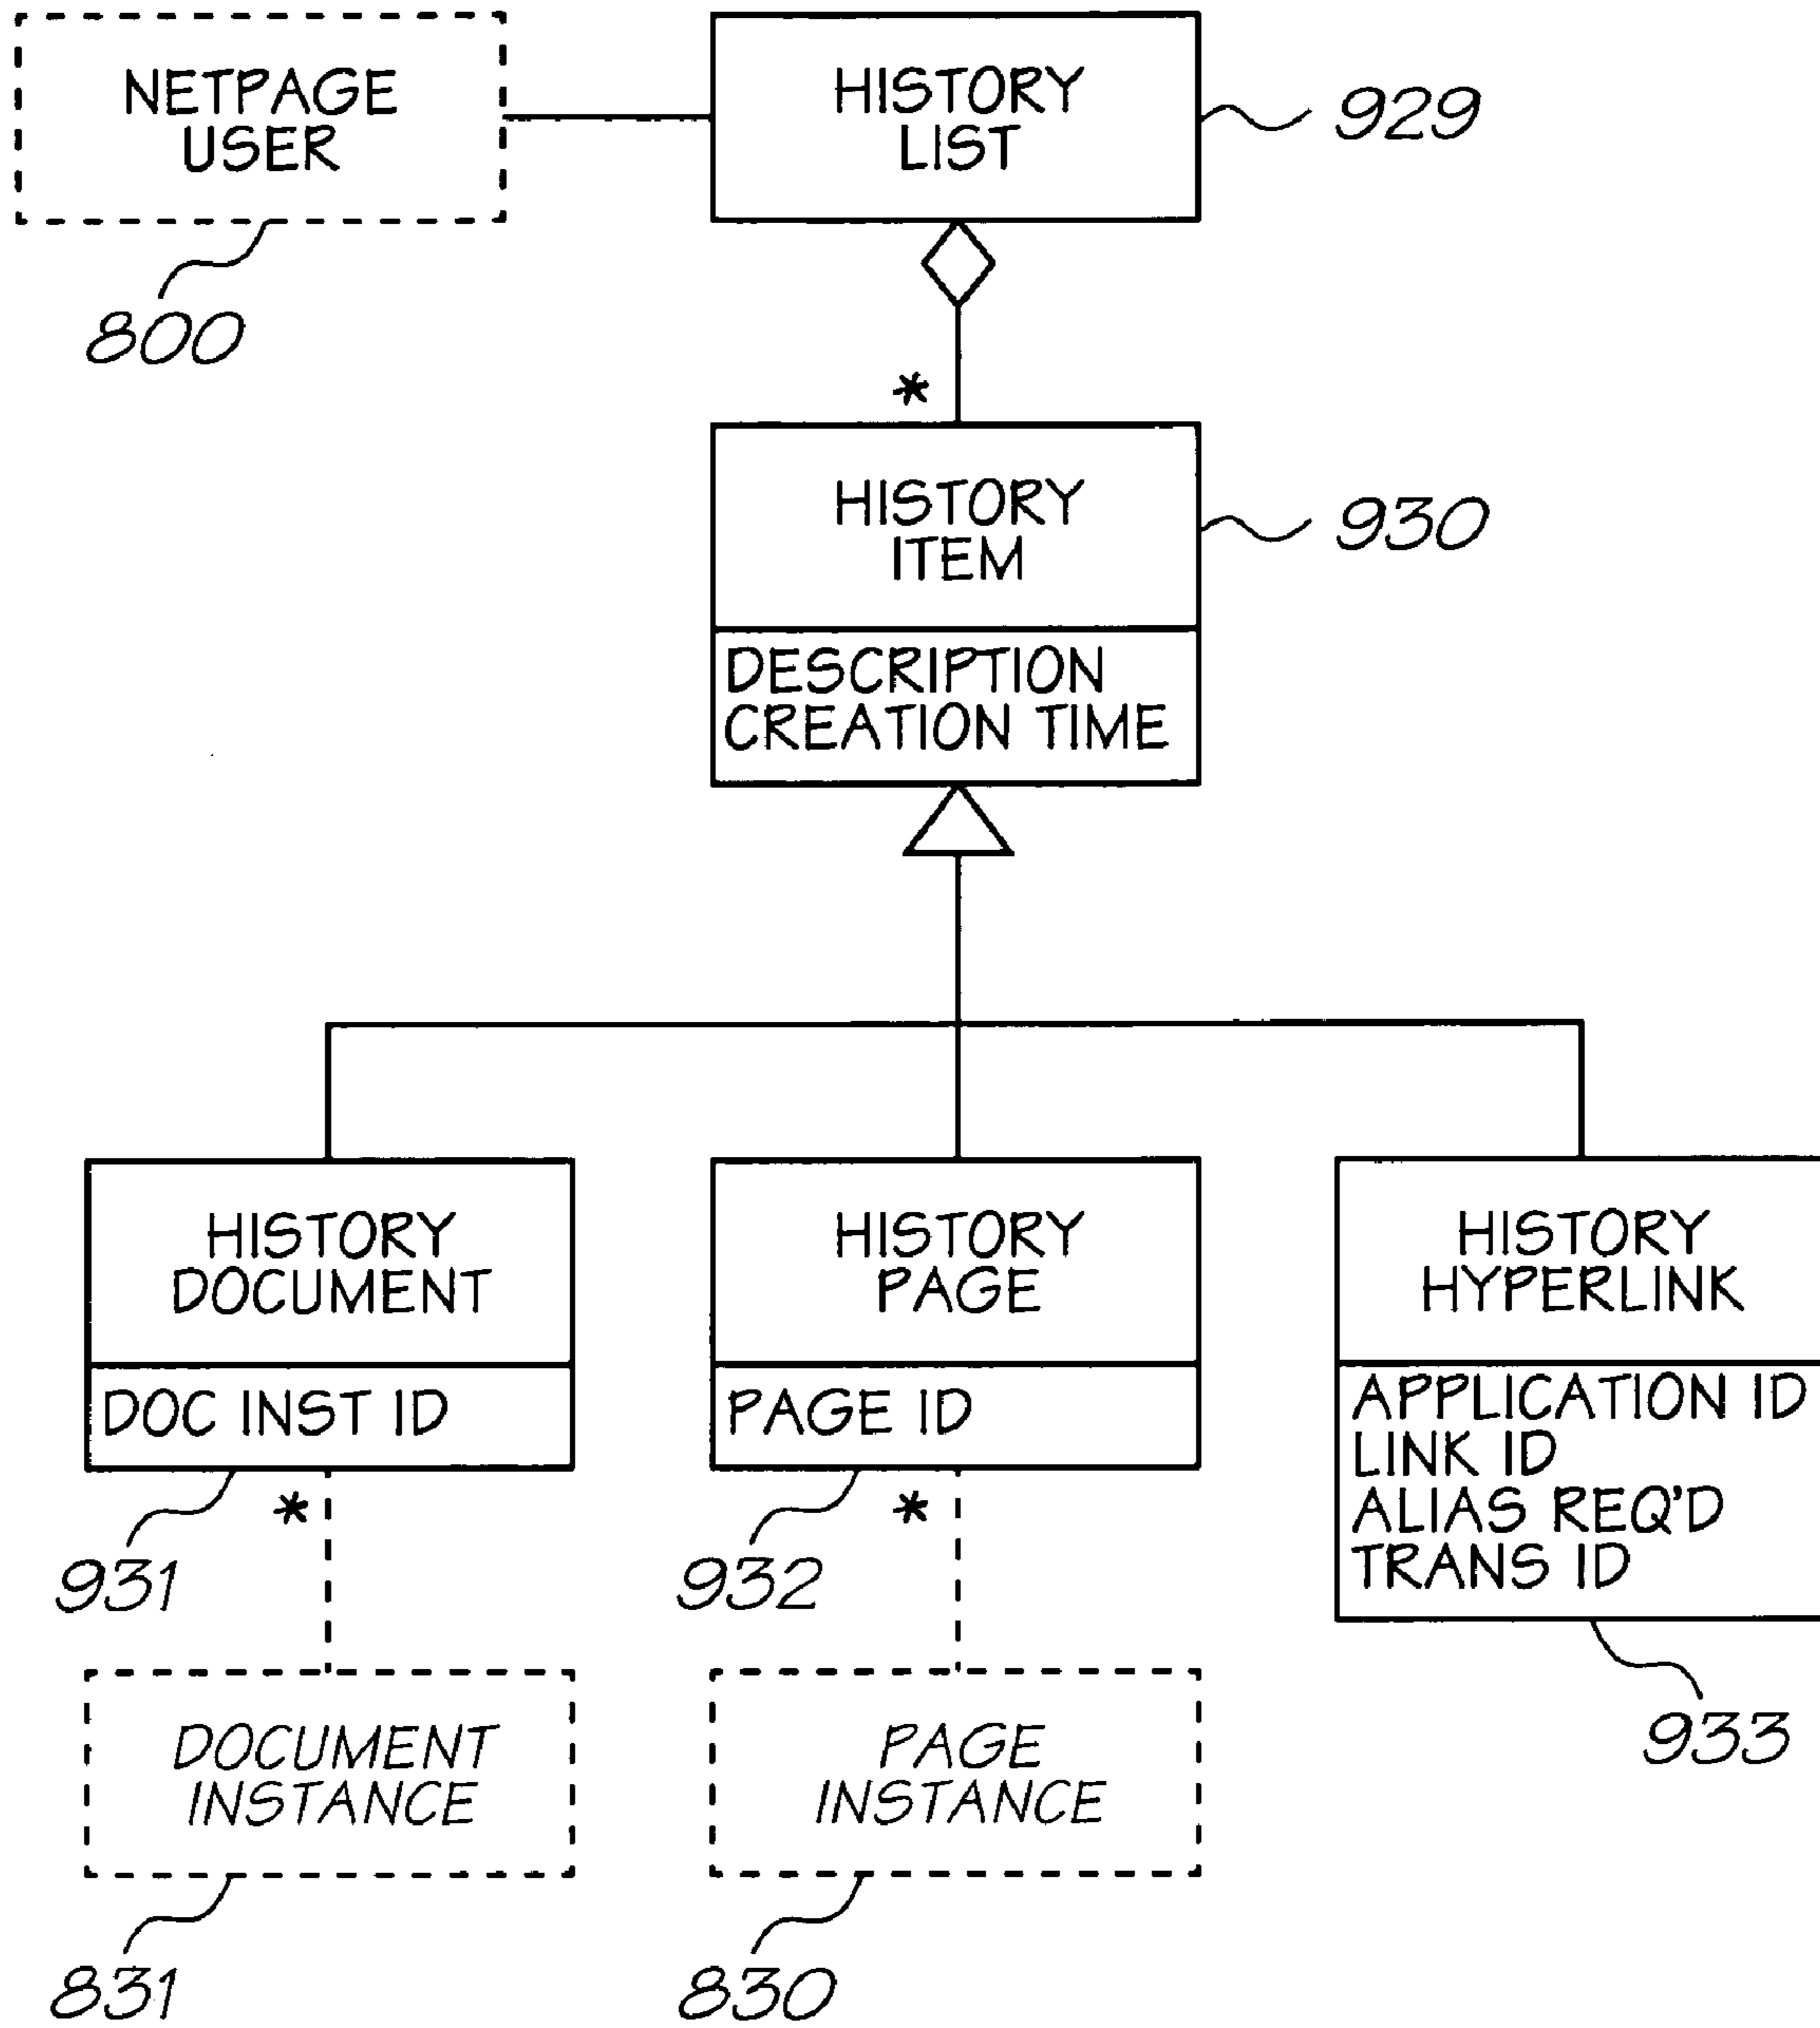 NETPAGE
USER
800
HISTORY
LIST
929
*
HISTORY
ITEM
930
DESCRIPTION
CREATION TIME
HISTORY
DOCUMENT
DOC INST ID
931
*
HISTORY
PAGE
PAGE ID
932
*
HISTORY
HYPERLINK
APPLICATION ID
LINK ID
ALIAS REQ'D
TRANS ID
933
DOCUMENT
INSTANCE
831
PAGE
INSTANCE
830